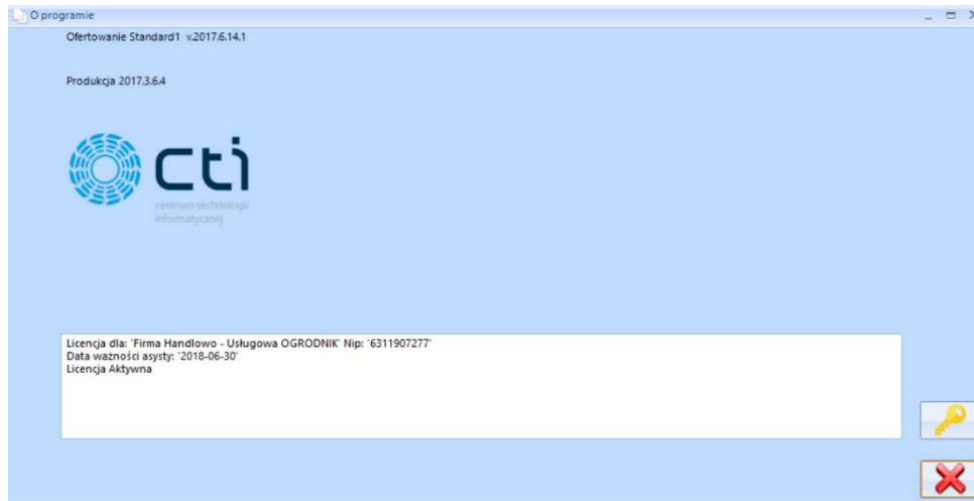 O programie
Ofertowanie Standard1 v.2017.6.14.1
Produkcja 2017.3.6.4
cti
centrum technologii
informatycznej
Licencja dla: 'Firma Handlowo - Usługowa OGRODNIK' Nip: '6311907277'
Data ważności asysty: '2018-06-30'
Licencja Aktywna